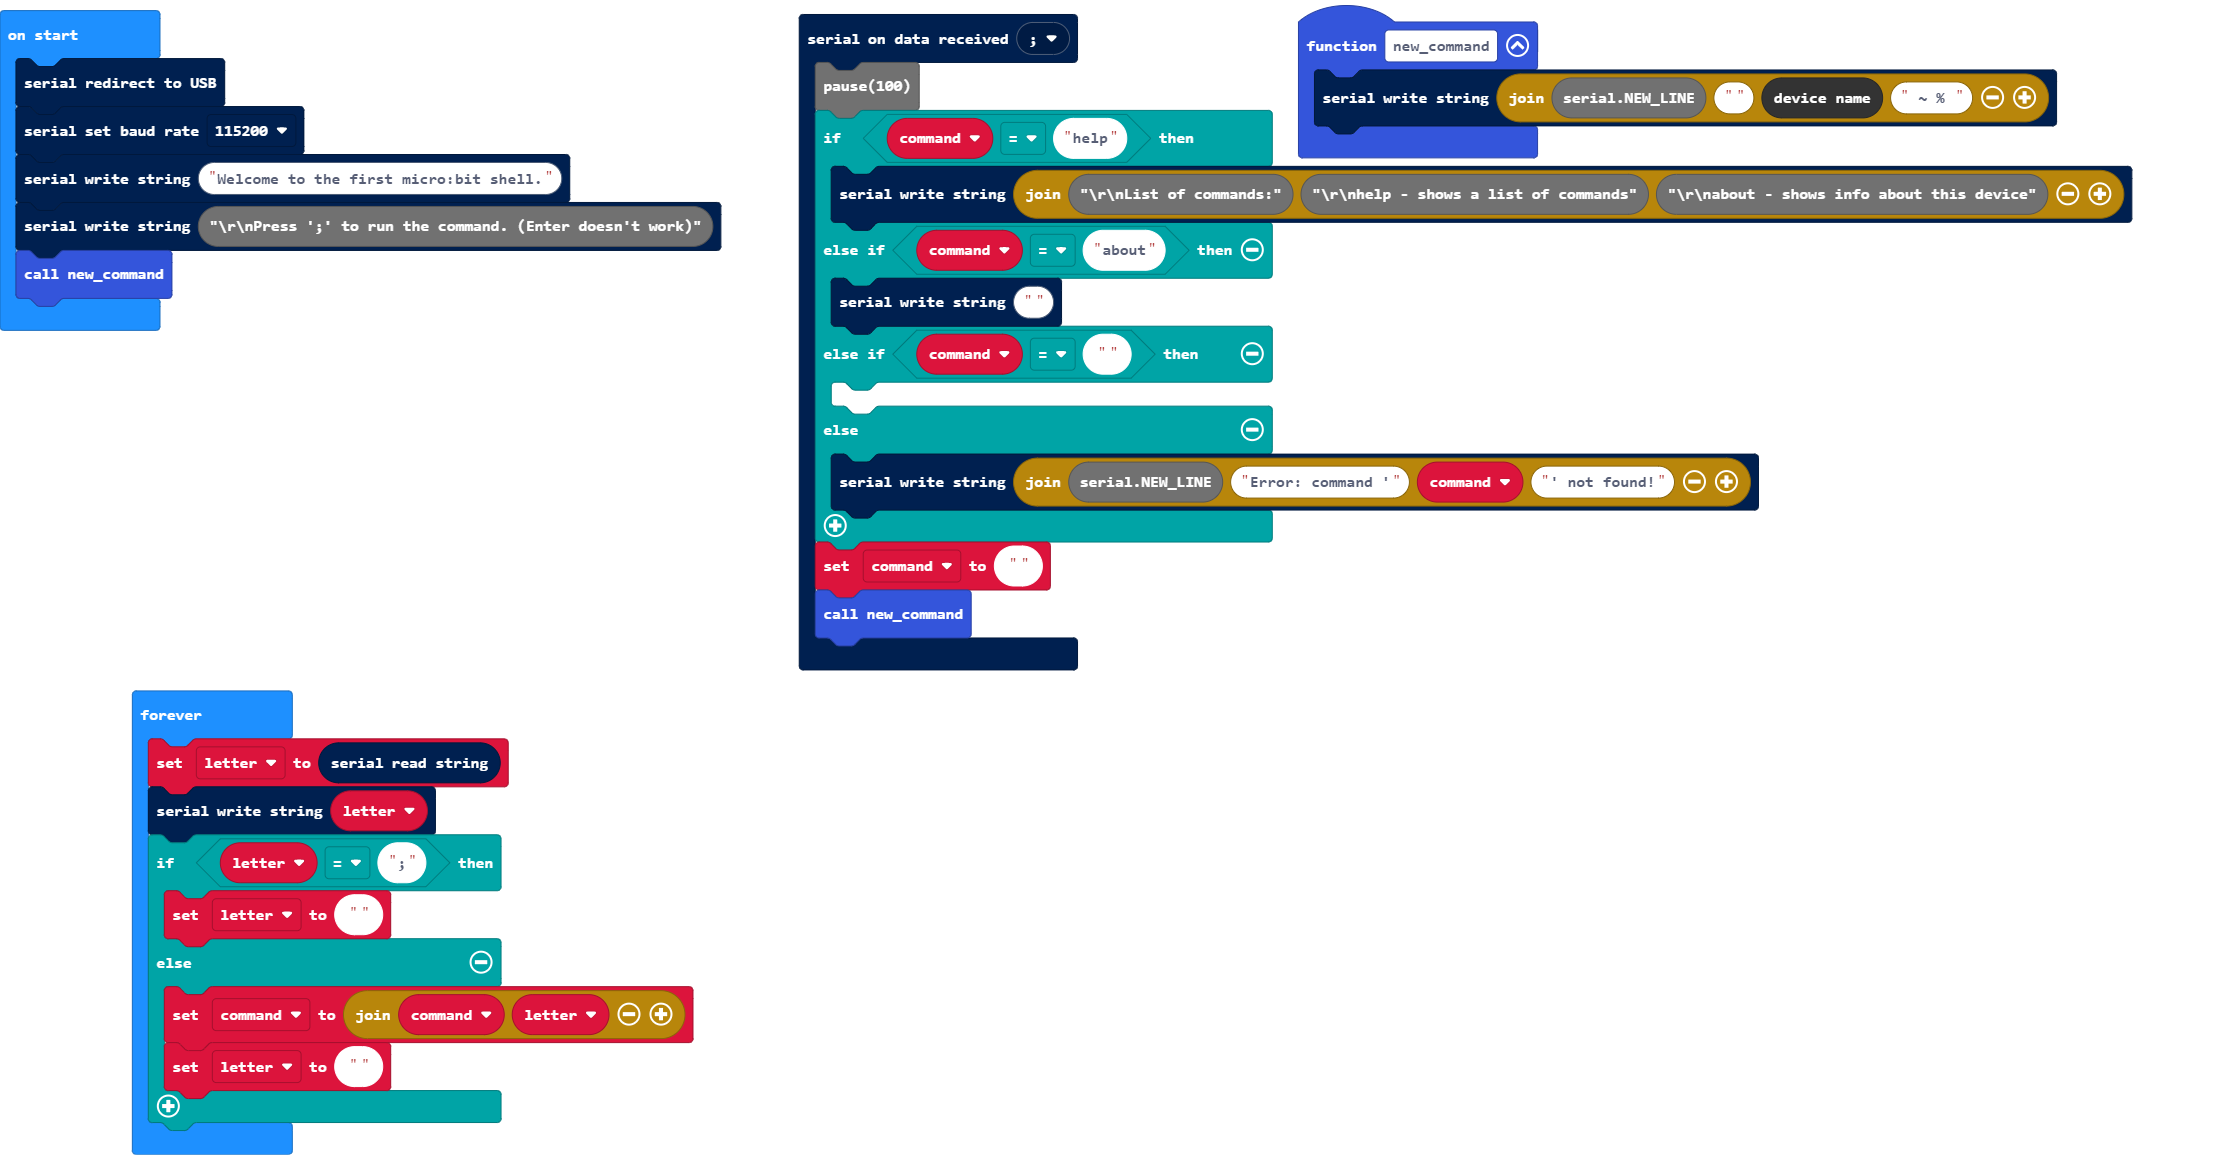 on start
serial redirect to USB
serial set baud rate 115200
serial write string "Welcome to the first micro:bit shell."
serial write string "\r\nPress ';' to run the command. (Enter doesn't work)"
call new_command
serial on data received ;
pause(100)
if command = "help" then
serial write string join "\r\nList of commands:" "\r\nhelp - shows a list of commands" "\r\nabout - shows info about this device"
else if command = "about" then
serial write string ""
else if command = "" then
else
serial write string join serial.NEW_LINE "Error: command '" command "' not found!"
set command to ""
call new_command
function new_command
serial write string join serial.NEW_LINE "" device name " ~ % "
forever
set letter to serial read string
serial write string letter
if letter = ";" then
set letter to ""
else
set command to join command letter
set letter to ""